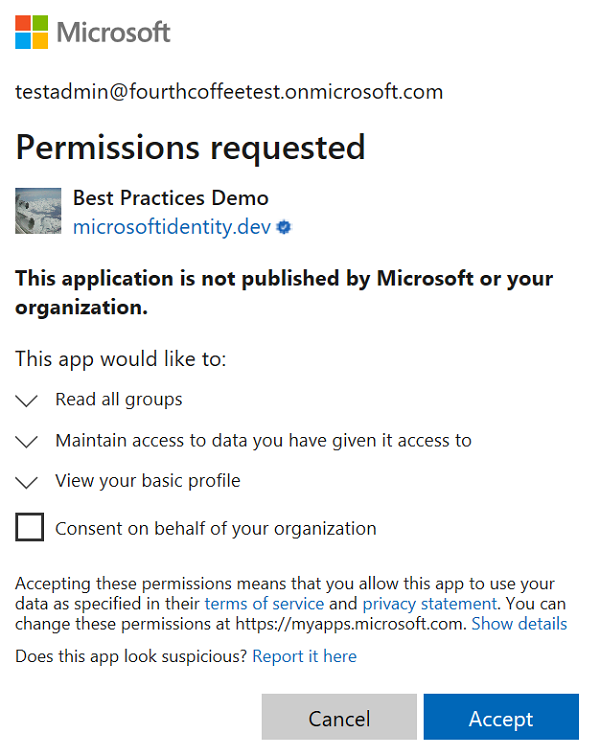 Microsoft
testadmin@fourthcoffeetest.onmicrosoft.com
Permissions requested
Best Practices Demo
microsoftidentity.dev
This application is not published by Microsoft or your
organization.
This app would like to:
Read all groups
Maintain access to data you have given it access to
View your basic profile
Consent on behalf of your organization
Accepting these permissions means that you allow this app to use your
data as specified in their terms of service and privacy statement. You can
change these permissions at https://myapps.microsoft.com. Show details
Does this app look suspicious? Report it here
Cancel
Accept